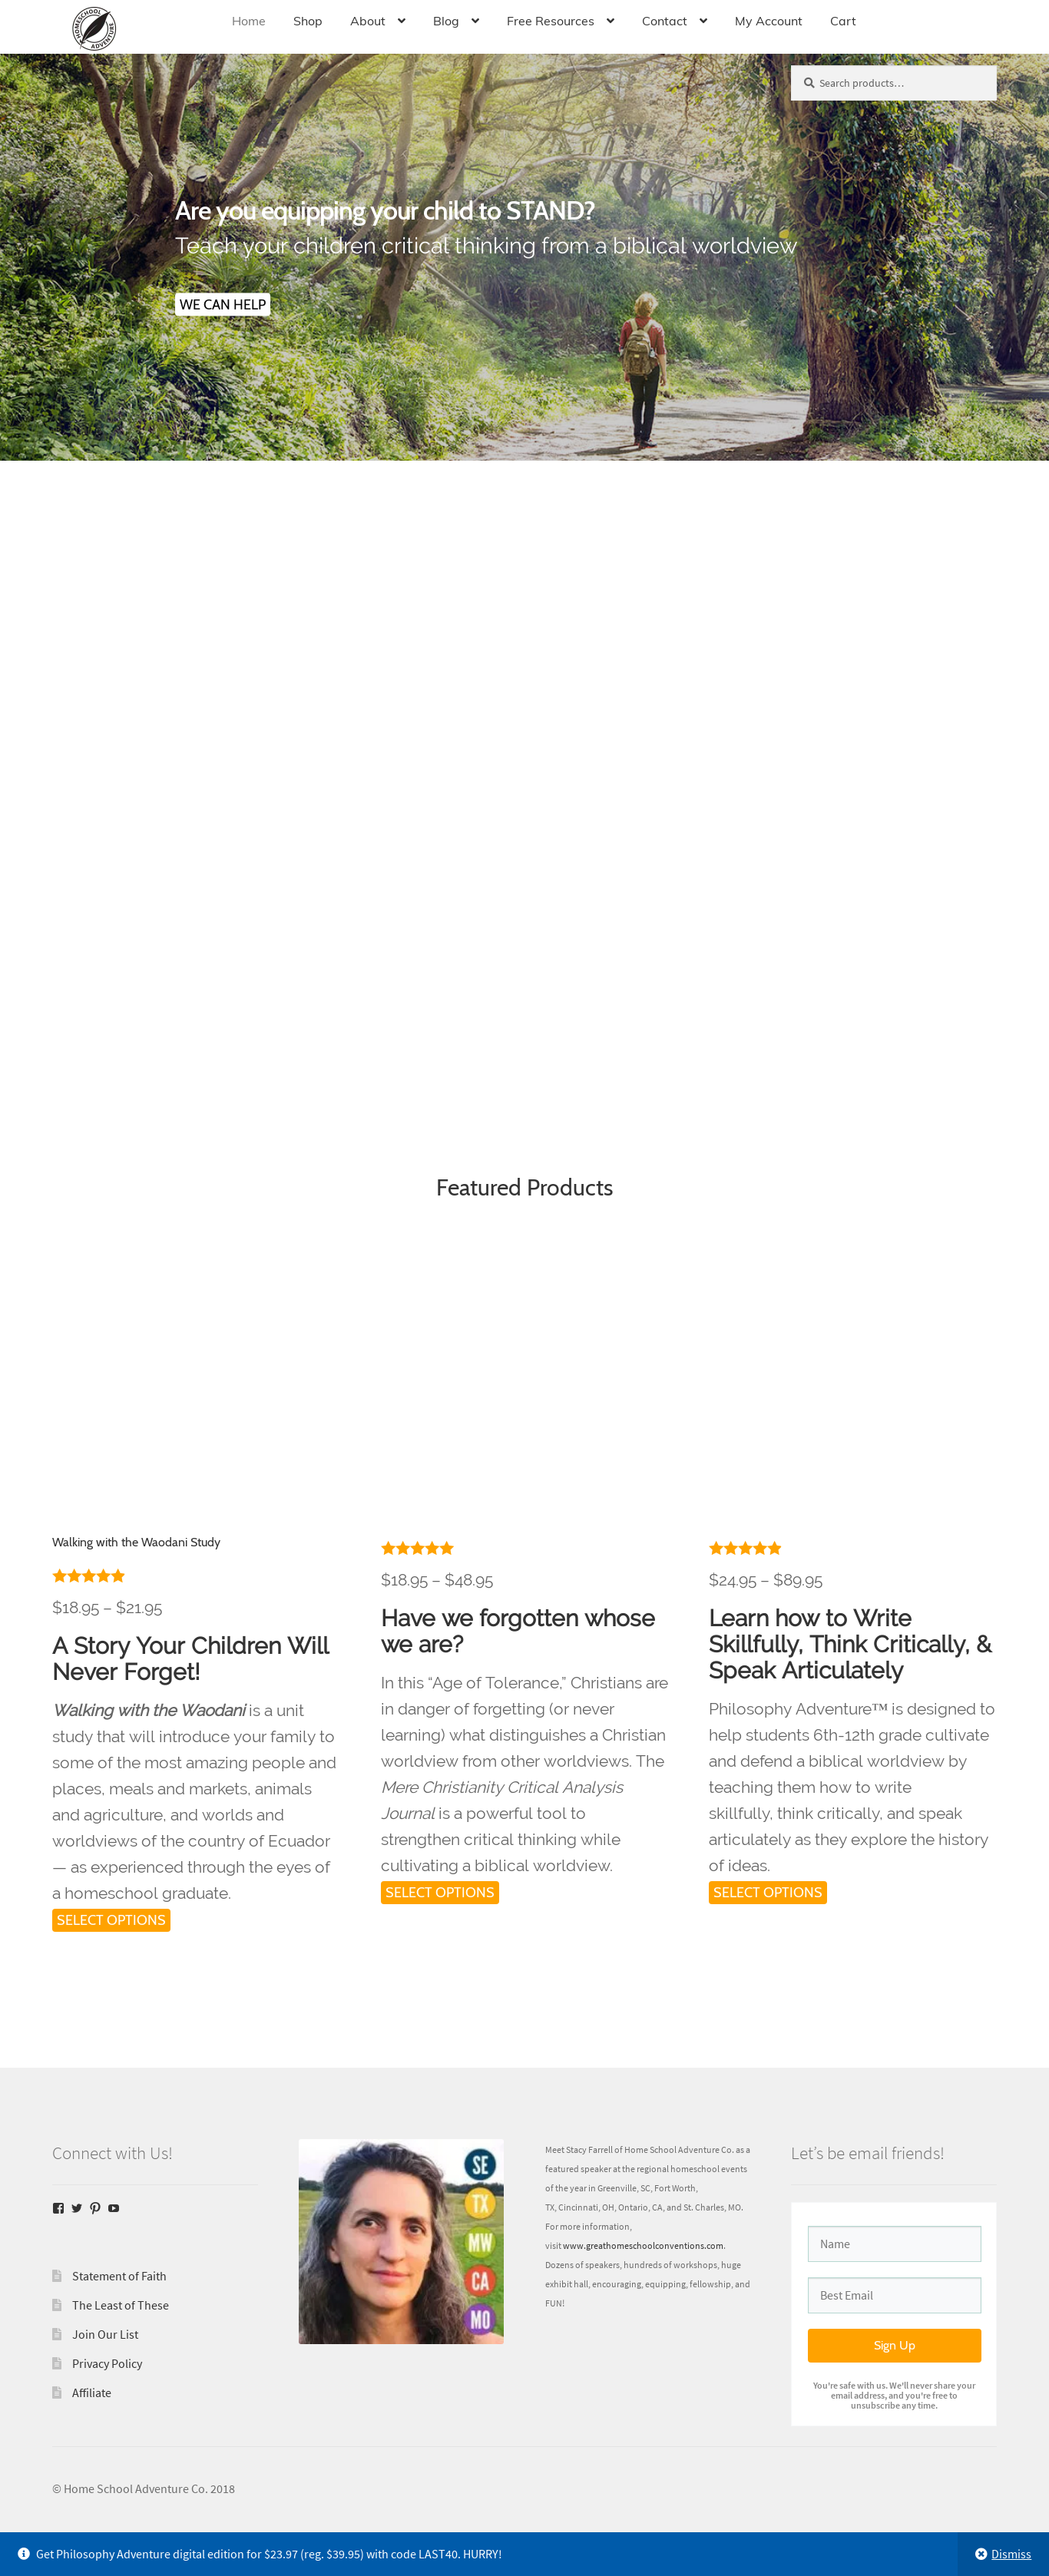 HOMESCHOOL ADVENTURE
Home Shop About Blog Free Resources Contact My Account Cart
Search products…
Are you equipping your child to STAND?
Teach your children critical thinking from a biblical worldview
WE CAN HELP
Featured Products
Walking with the Waodani Study
$18.95 – $21.95
A Story Your Children Will
Never Forget!
Walking with the Waodani is a unit
study that will introduce your family to
some of the most amazing people and
places, meals and markets, animals
and agriculture, and worlds and
worldviews of the country of Ecuador
— as experienced through the eyes of
a homeschool graduate.
SELECT OPTIONS
$18.95 – $48.95
Have we forgotten whose
we are?
In this “Age of Tolerance,” Christians are
in danger of forgetting (or never
learning) what distinguishes a Christian
worldview from other worldviews. The
Mere Christianity Critical Analysis
Journal is a powerful tool to
strengthen critical thinking while
cultivating a biblical worldview.
SELECT OPTIONS
$24.95 – $89.95
Learn how to Write
Skillfully, Think Critically, &
Speak Articulately
Philosophy Adventure™ is designed to
help students 6th-12th grade cultivate
and defend a biblical worldview by
teaching them how to write
skillfully, think critically, and speak
articulately as they explore the history
of ideas.
SELECT OPTIONS
Connect with Us!
Statement of Faith
The Least of These
Join Our List
Privacy Policy
Affiliate
SE
TX
MW
CA
MO
Meet Stacy Farrell of Home School Adventure Co. as a
featured speaker at the regional homeschool events
of the year in Greenville, SC, Fort Worth,
TX, Cincinnati, OH, Ontario, CA, and St. Charles, MO.
For more information,
visit www.greathomeschoolconventions.com.
Dozens of speakers, hundreds of workshops, huge
exhibit hall, encouraging, equipping, fellowship, and
FUN!
Let’s be email friends!
Name
Best Email
Sign Up
You're safe with us. We'll never share your
email address, and you're free to
unsubscribe any time.
© Home School Adventure Co. 2018
Get Philosophy Adventure digital edition for $23.97 (reg. $39.95) with code LAST40. HURRY!
Dismiss